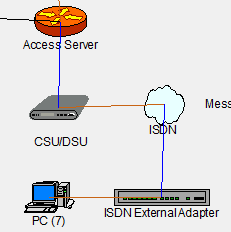 Access Server
Mess
ISDN
CSU/DSU
PC (7)
ISDN External Adapter